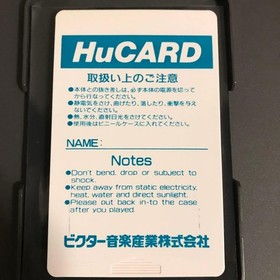 HuCARD
取扱い上のご注意
●本体との抜き差しは、必ず本体の電源を切って
から行なってください。
●静電気をさけ、曲げたり、落したり、衝撃を与え
ないでください。
●熱、水分、直射日光をさけてください。
●使用後はビニールケースに入れてください。
NAME:
Notes
●Don't bend, drop or subject to
shock.
●Keep away from static electricity,
heat, water and direct sunlight.
●Please put back in-to the case
after you played.
ビクター音楽産業株式会社